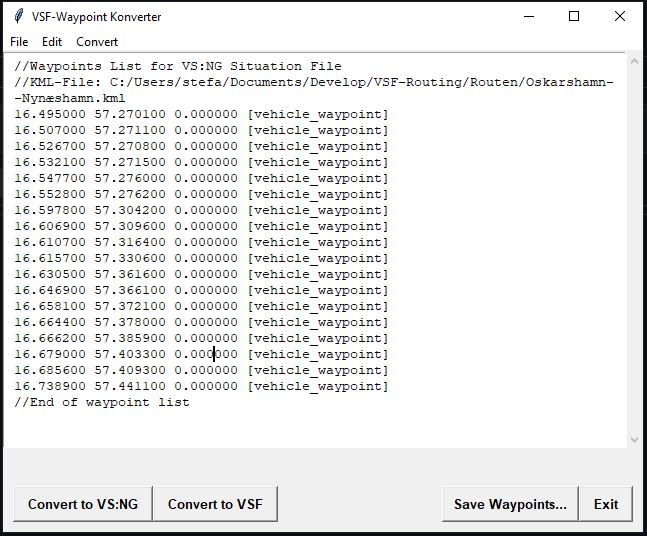 VSF-Waypoint Konverter
File Edit Convert
//Waypoints List for VS:NG Situation File
//KML-File: C:/Users/stefa/Documents/Develop/VSF-Routing/Routen/Oskarshamn-
-Nynæshamn.kml
16.495000 57.270100 0.000000 [vehicle_waypoint]
16.507000 57.271100 0.000000 [vehicle_waypoint]
16.526700 57.270800 0.000000 [vehicle_waypoint]
16.532100 57.271500 0.000000 [vehicle_waypoint]
16.547700 57.276000 0.000000 [vehicle_waypoint]
16.552800 57.276200 0.000000 [vehicle_waypoint]
16.597800 57.304200 0.000000 [vehicle_waypoint]
16.606900 57.309600 0.000000 [vehicle_waypoint]
16.610700 57.316400 0.000000 [vehicle_waypoint]
16.615700 57.330600 0.000000 [vehicle_waypoint]
16.630500 57.361600 0.000000 [vehicle_waypoint]
16.646900 57.366100 0.000000 [vehicle_waypoint]
16.658100 57.372100 0.000000 [vehicle_waypoint]
16.664400 57.378000 0.000000 [vehicle_waypoint]
16.666200 57.385900 0.000000 [vehicle_waypoint]
16.679000 57.403300 0.000000 [vehicle_waypoint]
16.685600 57.409300 0.000000 [vehicle_waypoint]
16.738900 57.441100 0.000000 [vehicle_waypoint]
//End of waypoint list
Convert to VS:NG Convert to VSF Save Waypoints... Exit